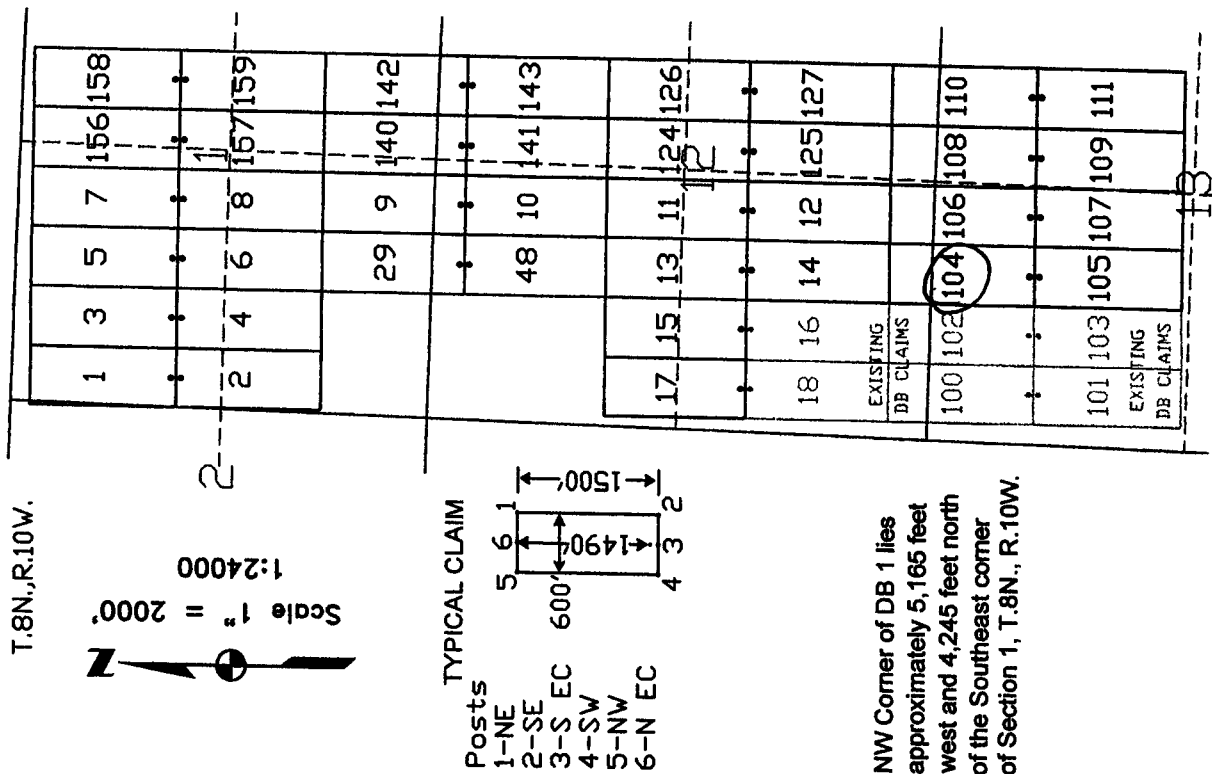 T.8N.,R.10W.
Scale 1" = 2000'
1:24000
N
TYPICAL CLAIM
Posts
1-NE
2-SE
3-S EC
4-SW
5-NW
6-N EC
5 6 1
600'
1490'
1500'
4 3 2
NW Corner of DB 1 lies
approximately 5,165 feet
west and 4,245 feet north
of the Southeast corner
of Section 1, T.8N., R.10W.
1 3 5 7 156 158
2 1
2 4 6 8 157 159
29 9 140 142
48 10 141 143
17 15 13 11 124 126
12
18 16 14 12 125 127
EXISTING
DB CLAIMS
100 102 104 106 108 110
101 103 105 107 109 111
EXISTING
DB CLAIMS
13